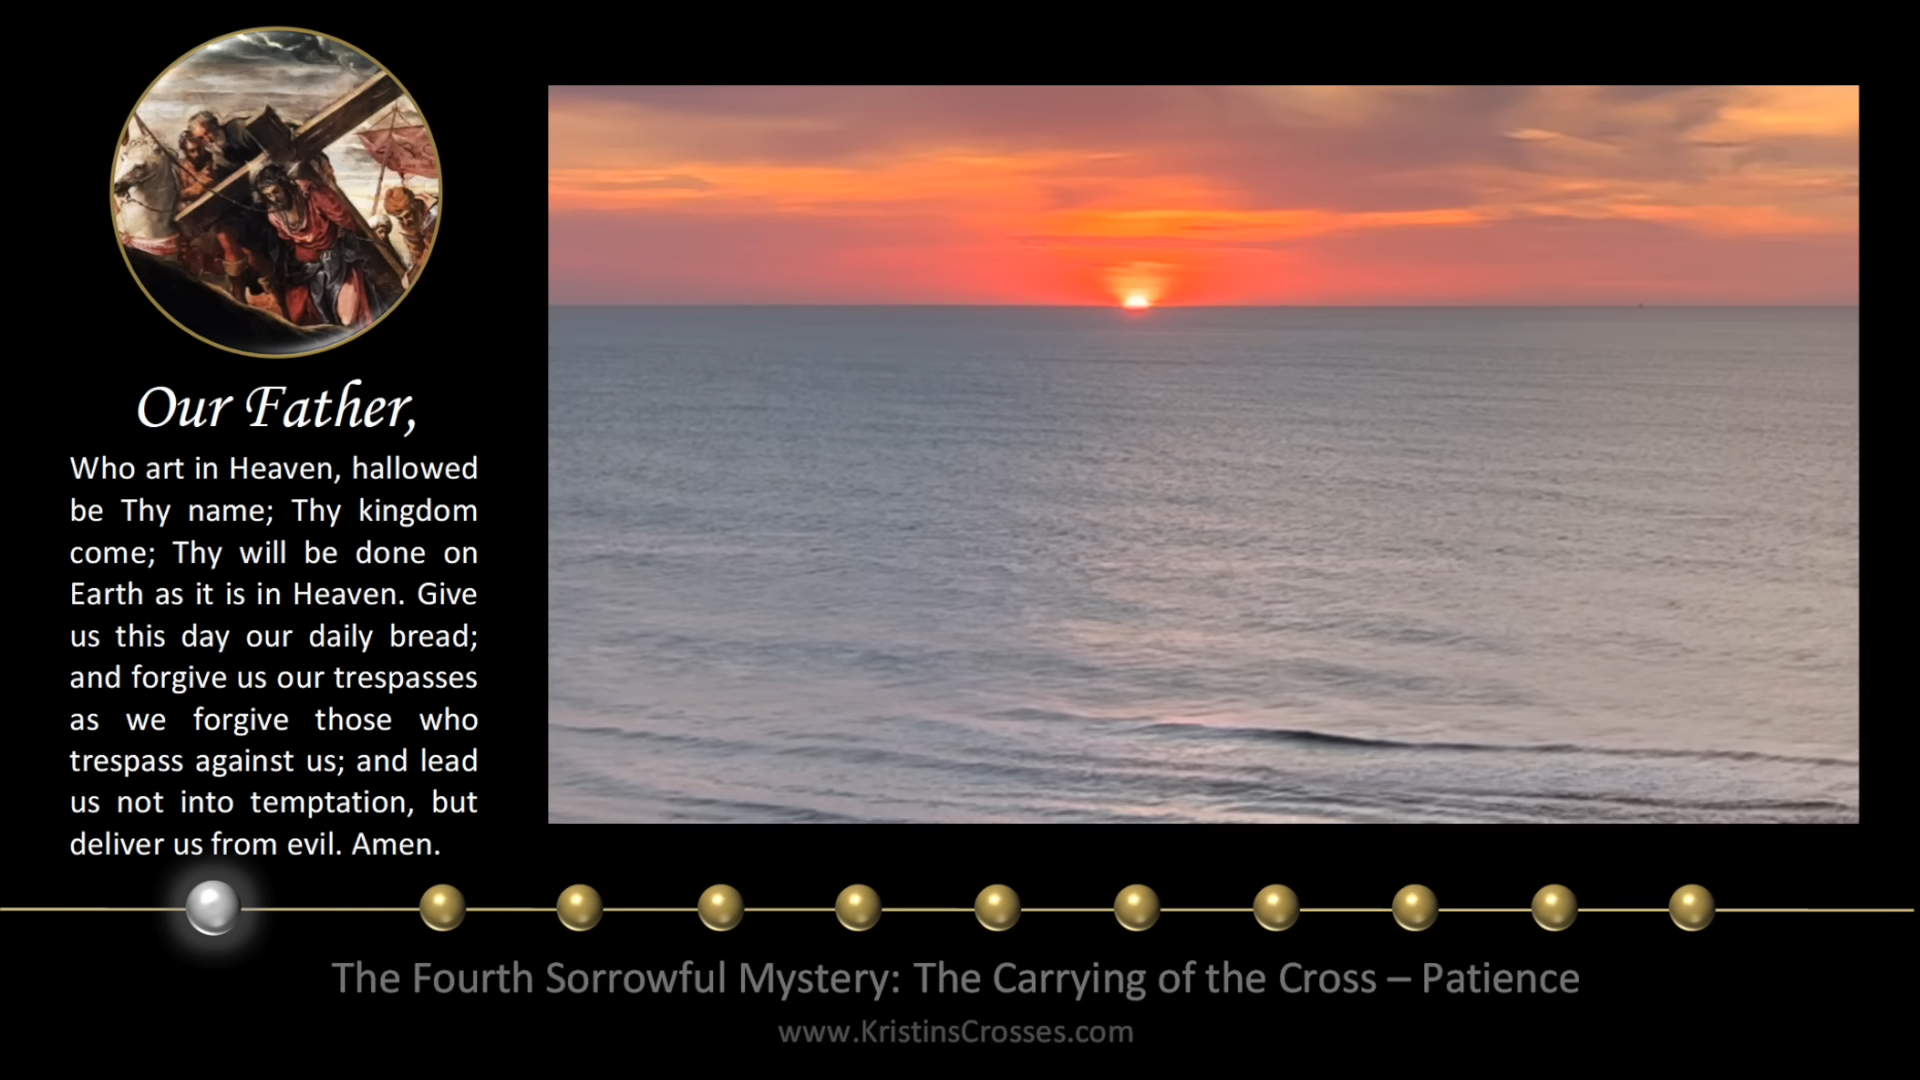 Our Father,
Who art in Heaven, hallowed
be Thy name; Thy kingdom
come; Thy will be done on
Earth as it is in Heaven. Give
us this day our daily bread;
and forgive us our trespasses
as we forgive those who
trespass against us; and lead
us not into temptation, but
deliver us from evil. Amen.
The Fourth Sorrowful Mystery: The Carrying of the Cross – Patience
www.KristinsCrosses.com